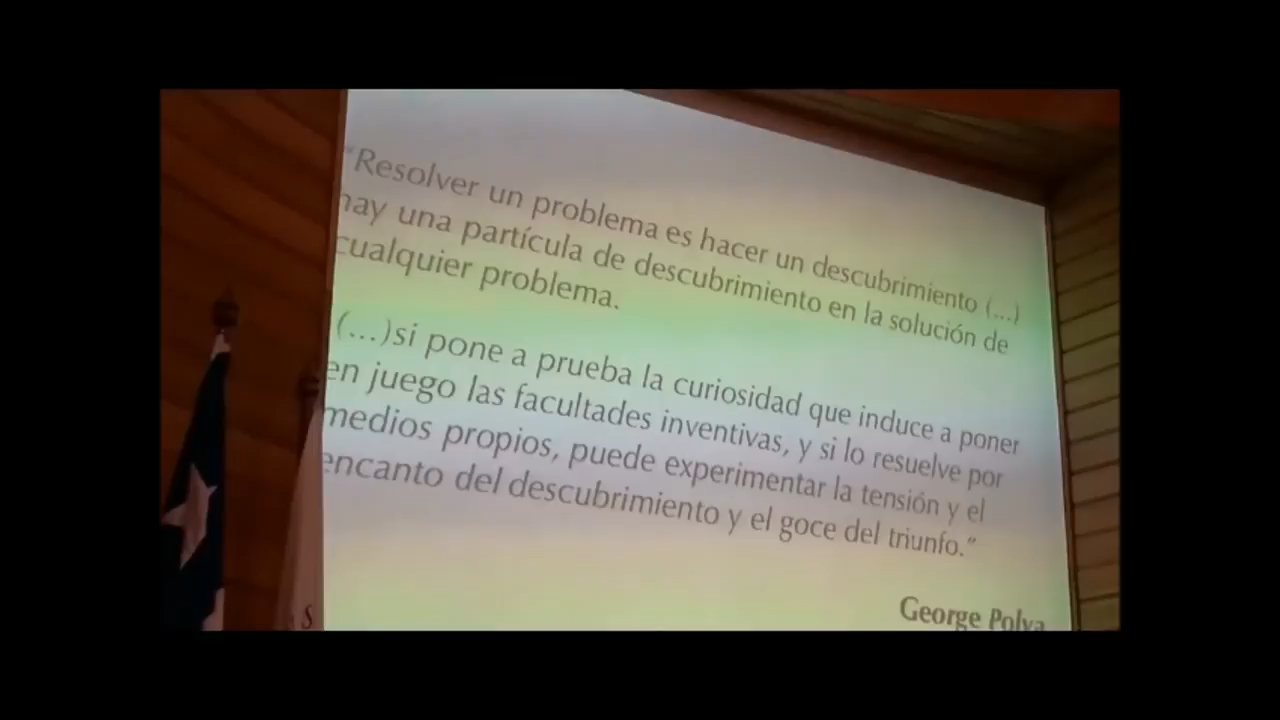 "Resolver un problema es hacer un descubrimiento (...)
hay una partícula de descubrimiento en la solución de
cualquier problema.
(...)si pone a prueba la curiosidad que induce a poner
en juego las facultades inventivas, y si lo resuelve por
medios propios, puede experimentar la tensión y el
encanto del descubrimiento y el goce del triunfo."
George Polya
S